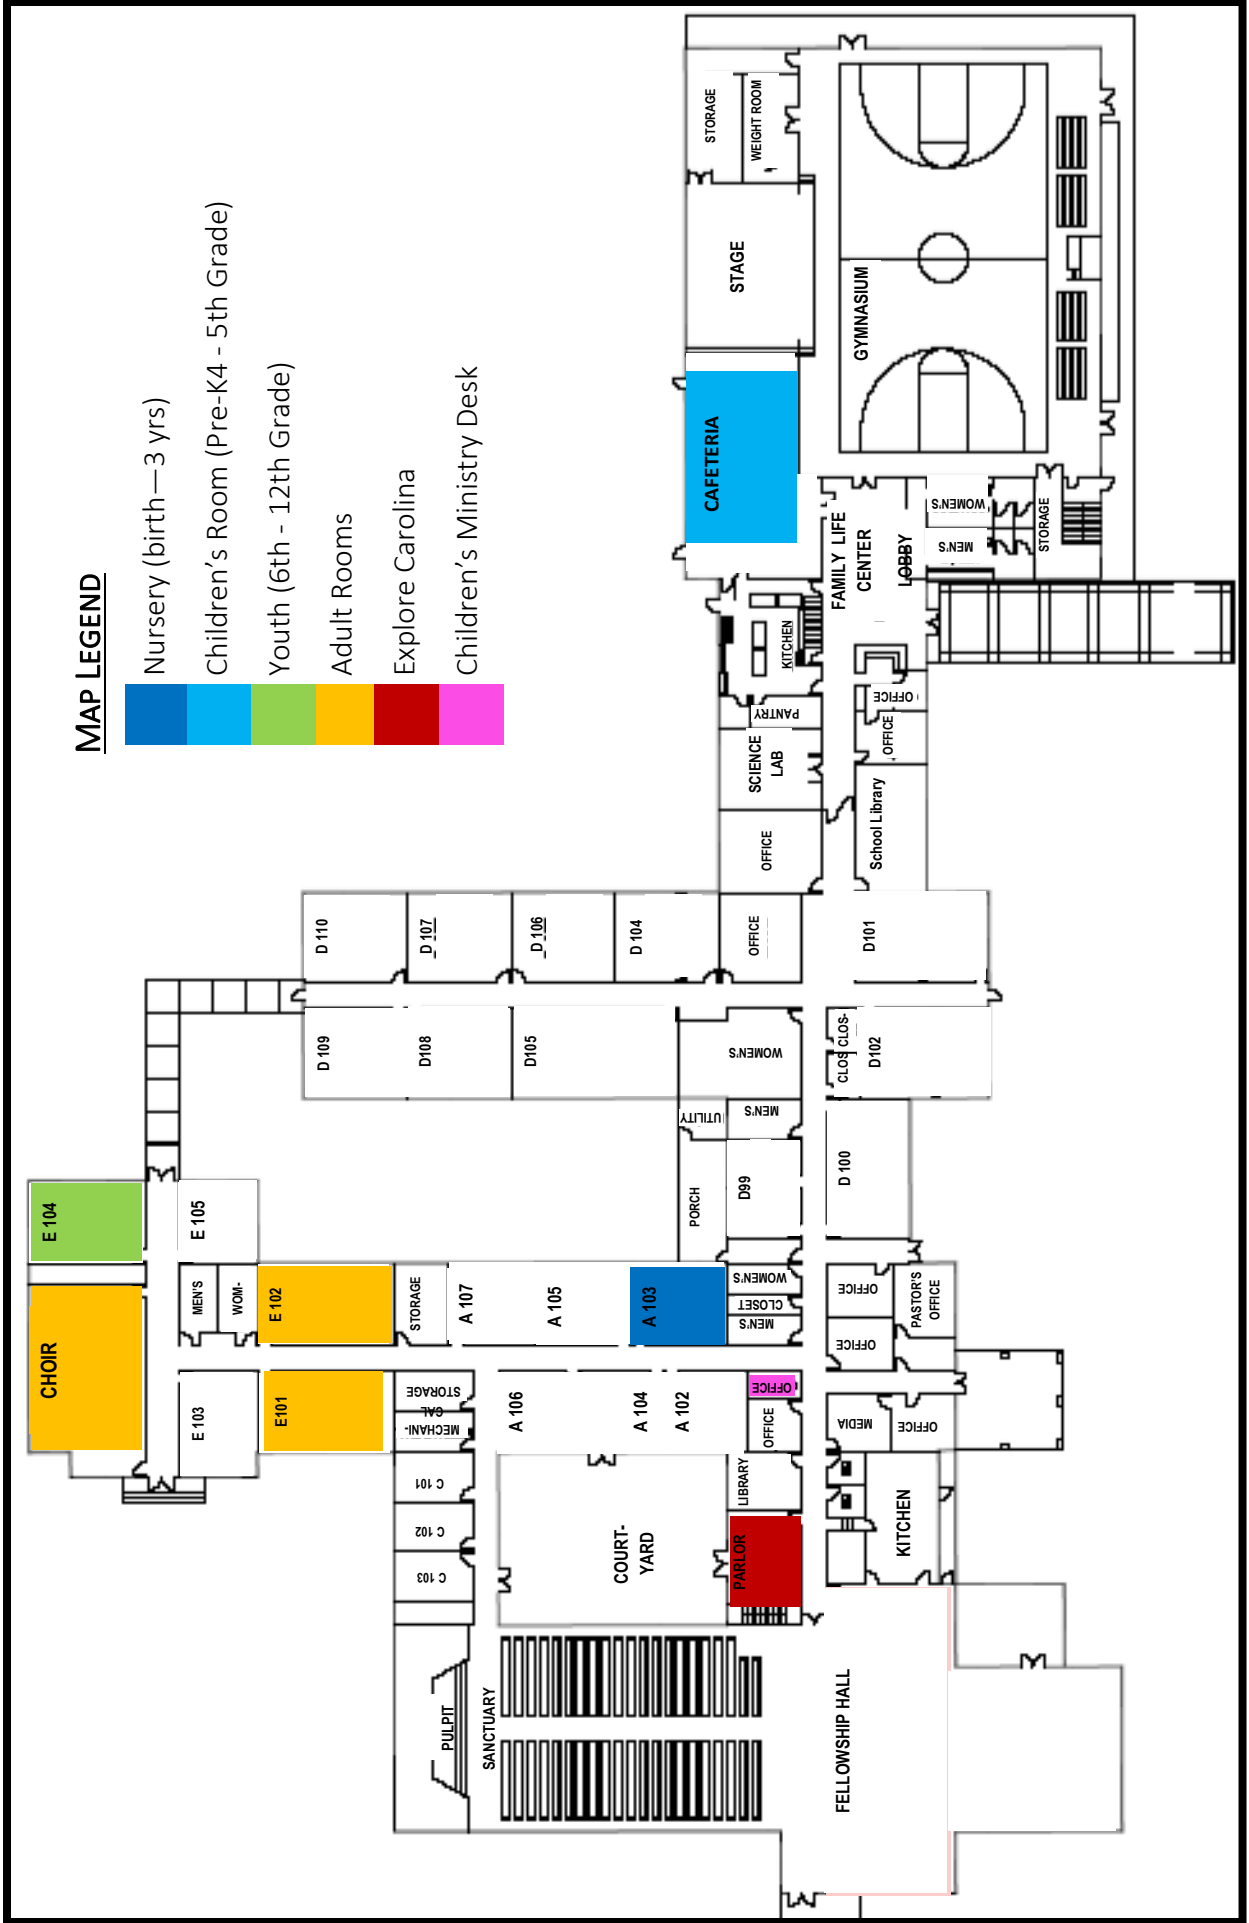 MAP LEGEND
Nursery (birth—3 yrs)
Children's Room (Pre-K4 - 5th Grade)
Youth (6th - 12th Grade)
Adult Rooms
Explore Carolina
Children's Ministry Desk
STORAGE
WEIGHT ROOM
STAGE
GYMNASIUM
CAFETERIA
FAMILY LIFE
CENTER
LOBBY
WOMEN'S
MEN'S
STORAGE
KITCHEN
PANTRY
OFFICE
OFFICE
SCIENCE
LAB
School Library
OFFICE
D 110
D 107
D 106
D 104
OFFICE
D101
D 109
D108
D105
WOMEN'S
CLOS-
CLOS
D102
UTILITY
MEN'S
PORCH
D99
D 100
E 104
E 105
CHOIR
MEN'S
WOM-
E 102
STORAGE
A 107
A 105
A 103
WOMEN'S
CLOSET
MEN'S
OFFICE
PASTOR'S
OFFICE
OFFICE
E 103
E101
STORAGE
MECHANI-
CAL
A 106
A 104
A 102
OFFICE
OFFICE
MEDIA
OFFICE
C 101
C 102
C 103
COURT-
YARD
LIBRARY
PARLOR
KITCHEN
PULPIT
SANCTUARY
FELLOWSHIP HALL